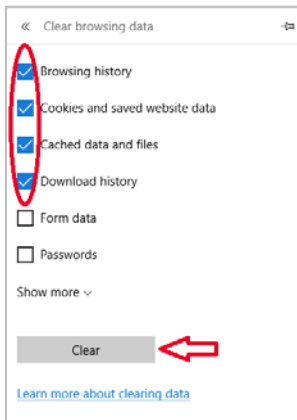 « Clear browsing data
Browsing history
Cookies and saved website data
Cached data and files
Download history
Form data
Passwords
Show more
Clear
Learn more about clearing data